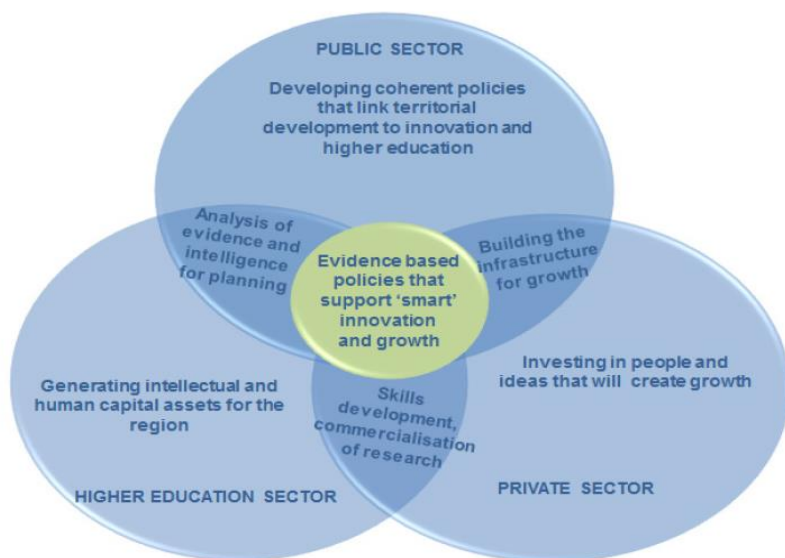 PUBLIC SECTOR
Developing coherent policies
that link territorial
development to innovation and
higher education
Analysis of
evidence and
intelligence
for planning
Evidence based
policies that
support ‘smart’
innovation
and growth
Building the
infrastructure
for growth
Generating intellectual and
human capital assets for the
region
HIGHER EDUCATION SECTOR
Skills
development,
commercialisation
of research
Investing in people and
ideas that will create growth
PRIVATE SECTOR